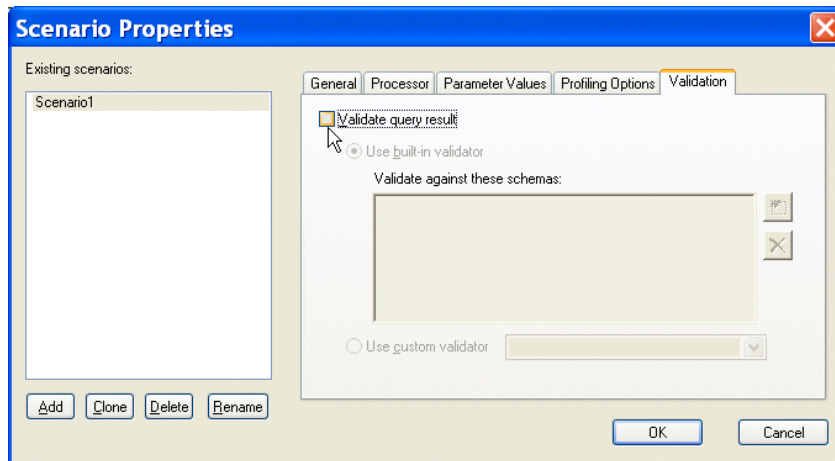 Scenario Properties
Existing scenarios:
Scenario1
Add Clone Delete Rename
General Processor Parameter Values Profiling Options Validation
Validate query result
Use built-in validator
Validate against these schemas:
Use custom validator
OK Cancel